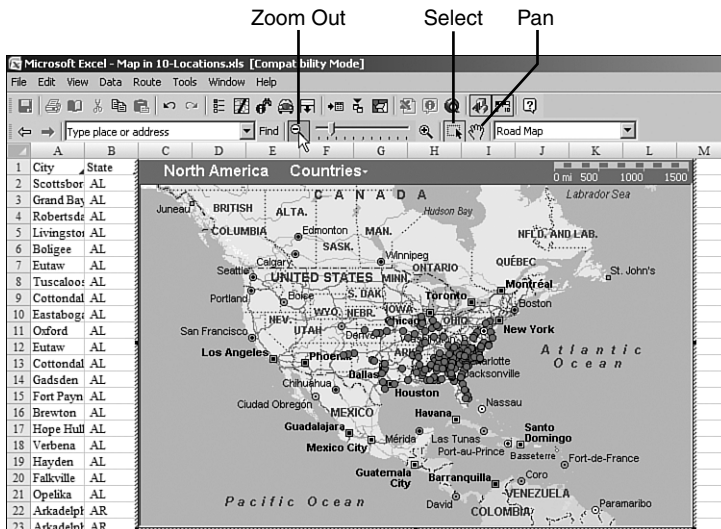 Zoom Out Select Pan
Microsoft Excel - Map in 10-Locations.xls [Compatibility Mode]
File Edit View Data Route Tools Window Help
Type place or address Find Road Map
A B C D E F G H I J K L M
1 City State
2 Scottsbor AL
3 Grand Bay AL
4 Robertsda AL
5 Livingstor AL
6 Boligee AL
7 Eutaw AL
8 Tuscaloos AL
9 Cottondal AL
10 Eastabog AL
11 Oxford AL
12 Eutaw AL
13 Cottondal AL
14 Gadsden AL
15 Fort Payn AL
16 Brewton AL
17 Hope Hull AL
18 Verbena AL
19 Hayden AL
20 Falkville AL
21 Opelika AL
22 Arkadelph AR
23 Arkadelph AR
North America Countries
0 mi 500 1000 1500
CANADA
Labrador Sea
Juneau
BRITISH
COLUMBIA
ALTA.
Hudson Bay
Edmonton
MAN.
NFLD. AND LAB.
SASK.
Calgary
Winnipeg
ONTARIO
QUÉBEC
Seattle
St. John's
UNITED STATES
MINN.
Montréal
Portland
Boise
S. DAK.
Toronto
Boston
WYO.
NEBR.
IOWA
Chicago
OHIO
New York
NEV.
UTAH
San Francisco
Denver
Washington
Los Angeles
Phoenix
AR
Charlotte
Atlantic
Ocean
Dallas
Jacksonville
Chihuahua
Houston
Ciudad Obregón
MEXICO
Nassau
Havana
Guadalajara
Mexico City
Mérida
Las Tunas
Santo
Domingo
Port-au-Prince
Basseterre
Fort-de-France
Guatemala
City
Barranquilla
Coro
Pacific Ocean
David
VENEZUELA
COLOMBIA
Paramaribo